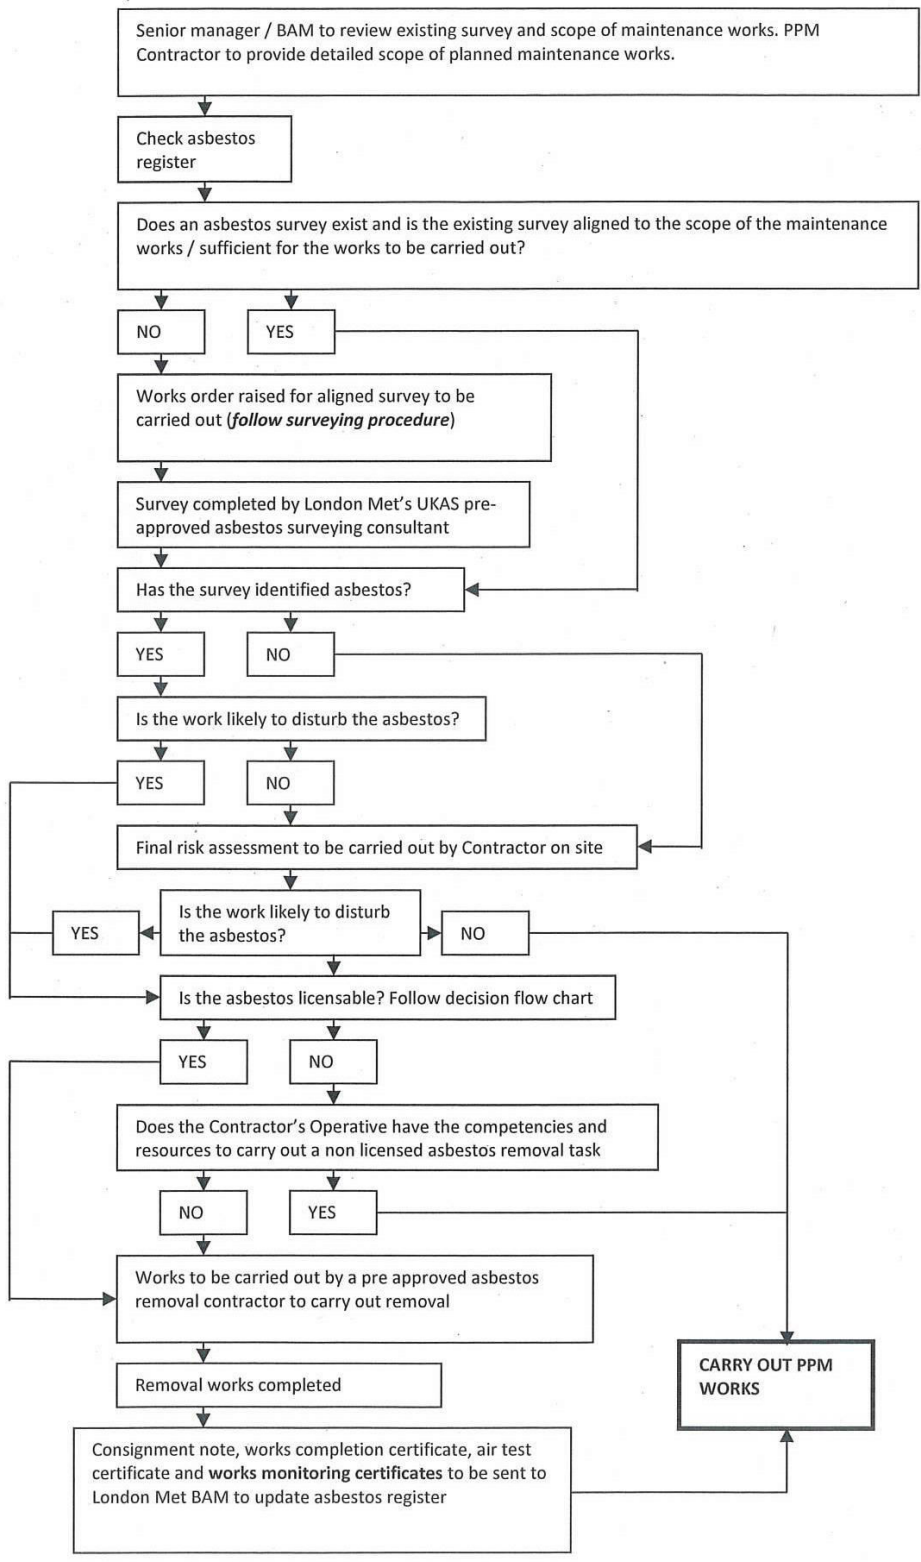 Senior manager / BAM to review existing survey and scope of maintenance works. PPM
Contractor to provide detailed scope of planned maintenance works.
Check asbestos
register
Does an asbestos survey exist and is the existing survey aligned to the scope of the maintenance
works / sufficient for the works to be carried out?
NO
YES
Works order raised for aligned survey to be
carried out (follow surveying procedure)
Survey completed by London Met's UKAS pre-
approved asbestos surveying consultant
Has the survey identified asbestos?
YES
NO
Is the work likely to disturb the asbestos?
YES
NO
Final risk assessment to be carried out by Contractor on site
Is the work likely to disturb
the asbestos?
YES
NO
Is the asbestos licensable? Follow decision flow chart
YES
NO
Does the Contractor's Operative have the competencies and
resources to carry out a non licensed asbestos removal task
NO
YES
Works to be carried out by a pre approved asbestos
removal contractor to carry out removal
CARRY OUT PPM
WORKS
Removal works completed
Consignment note, works completion certificate, air test
certificate and works monitoring certificates to be sent to
London Met BAM to update asbestos register